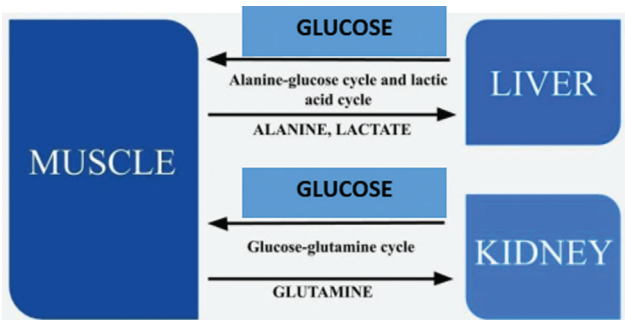 GLUCOSE
MUSCLE
Alanine-glucose cycle and lactic
acid cycle
ALANINE, LACTATE
LIVER
GLUCOSE
Glucose-glutamine cycle
GLUTAMINE
KIDNEY